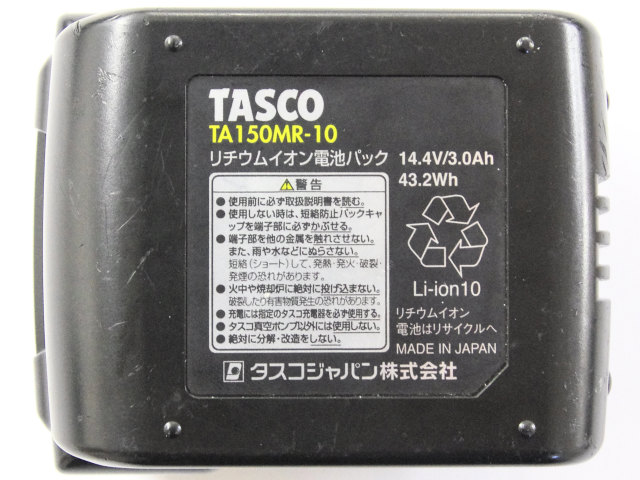 TASCO
TA150MR-10
リチウムイオン電池パック 14.4V/3.0Ah
43.2Wh
⚠警告
●使用前に必ず取扱説明書を読む。
●使用しない時は、短絡防止パックキャ
ップを端子部に必ずかぶせる。
●端子部を他の金属を触れさせない。
また、雨や水などにぬらさない。
短絡(ショート)して、発熱・発火・破裂・
発煙の恐れがあります。
●火中や焼却炉に絶対に投げ込まない。
破裂したり有害物質発生の恐れがあります。
●充電には指定のタスコ充電器を必ず使用する。
●タスコ真空ポンプ以外には使用しない。
●絶対に分解・改造をしない。
Li-ion10
リチウムイオン
電池はリサイクルへ
MADE IN JAPAN
タスコジャパン株式会社